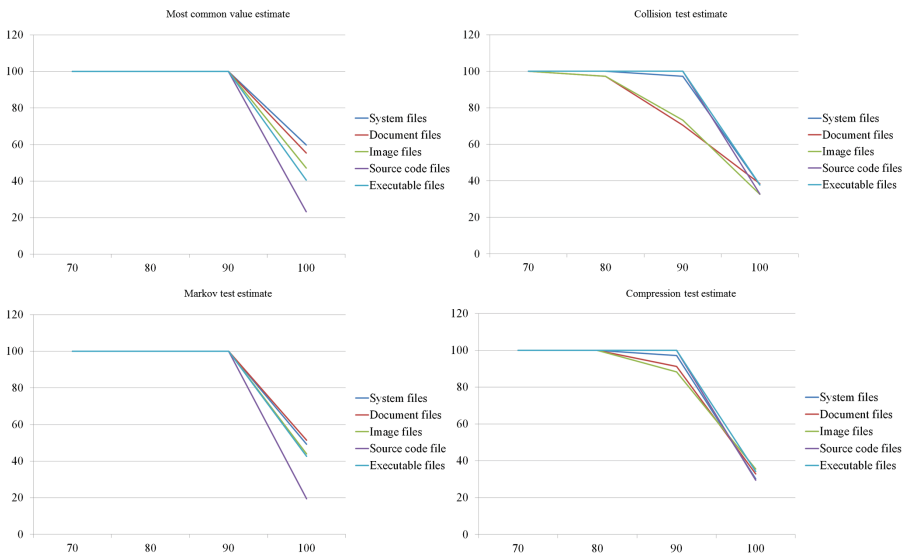 Most common value estimate
120
100
80
60
40
20
0
70 80 90 100
System files
Document files
Image files
Source code files
Executable files
Collision test estimate
120
100
80
60
40
20
0
70 80 90 100
System files
Document files
Image files
Source code files
Executable files
Markov test estimate
120
100
80
60
40
20
0
70 80 90 100
System files
Document files
Image files
Source code file
Executable files
Compression test estimate
120
100
80
60
40
20
0
70 80 90 100
System files
Document files
Image files
Source code files
Executable files